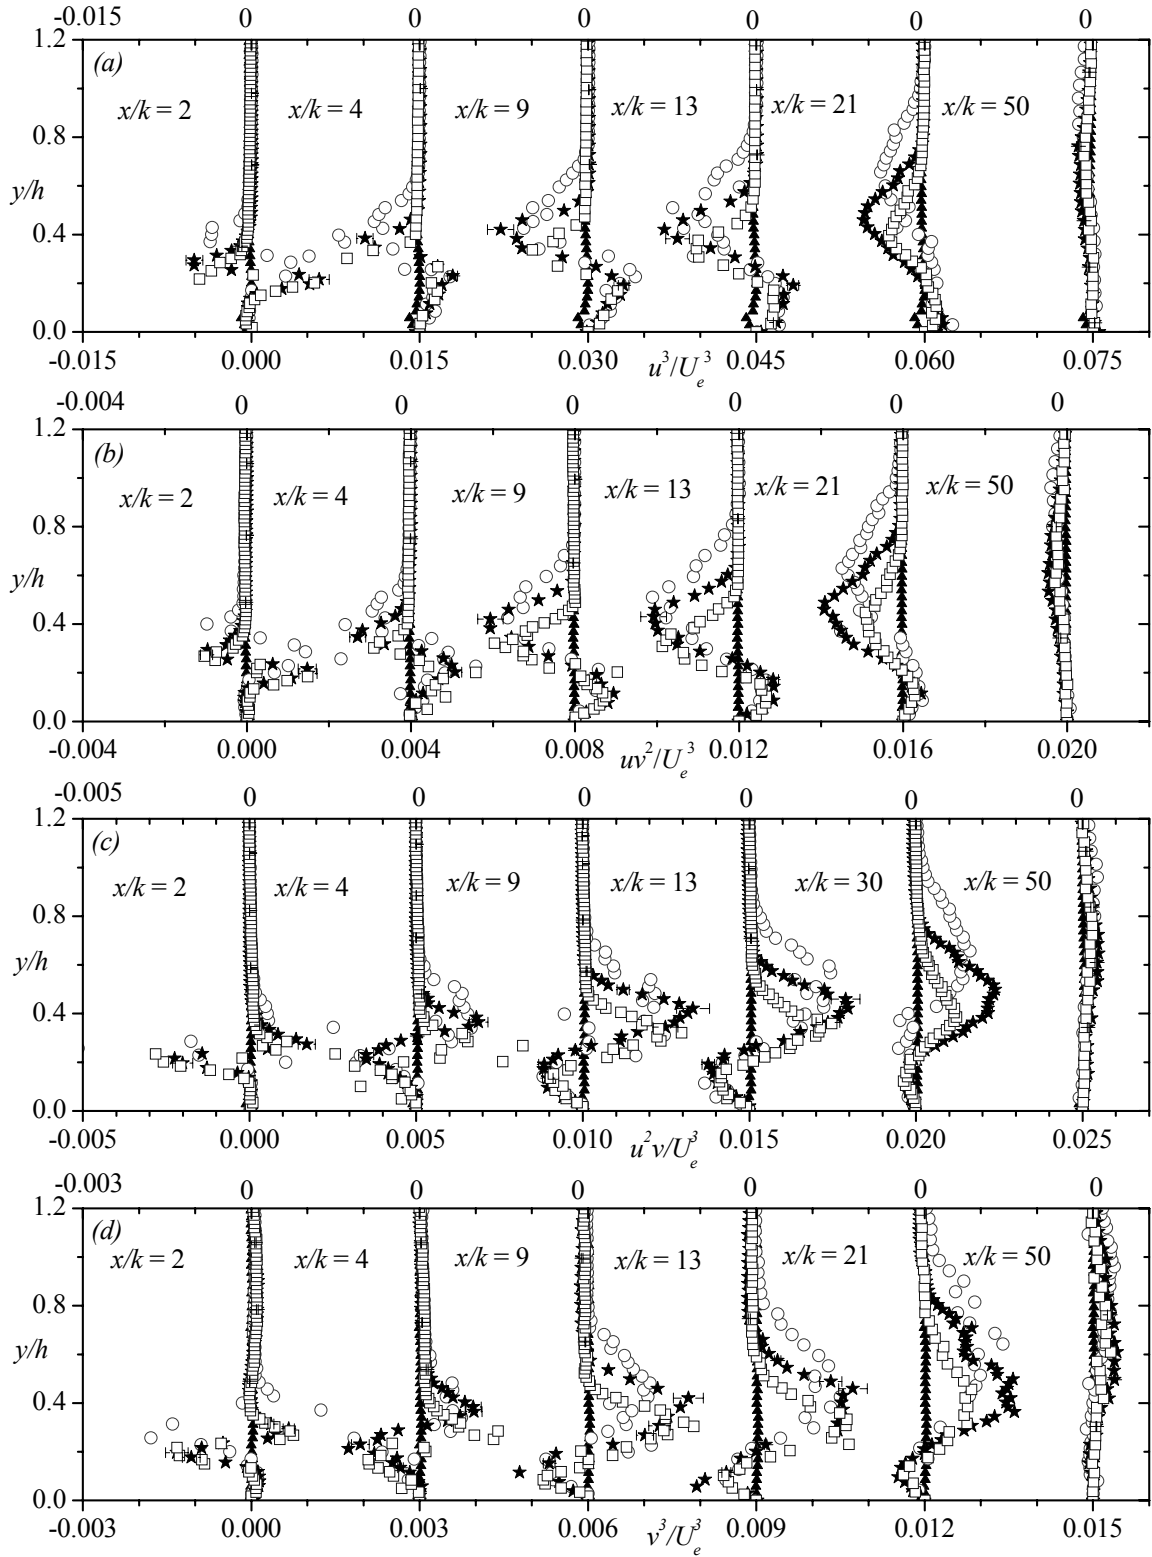 -0.015 0 0 0 0 0 0
1.2
(a)
x/k = 2 x/k = 4 x/k = 9 x/k = 13 x/k = 21 x/k = 50
0.8
y/h
0.4
0.0
-0.015 0.000 0.015 0.030 0.045 0.060 0.075
u³/Uₑ³
-0.004 0 0 0 0 0 0
1.2
(b)
x/k = 2 x/k = 4 x/k = 9 x/k = 13 x/k = 21 x/k = 50
0.8
y/h
0.4
0.0
-0.004 0.000 0.004 0.008 0.012 0.016 0.020
uv²/Uₑ³
-0.005 0 0 0 0 0 0
1.2
(c)
x/k = 2 x/k = 4 x/k = 9 x/k = 13 x/k = 30 x/k = 50
0.8
y/h
0.4
0.0
-0.005 0.000 0.005 0.010 0.015 0.020 0.025
u²v/Uₑ³
-0.003 0 0 0 0 0 0
1.2
(d)
x/k = 2 x/k = 4 x/k = 9 x/k = 13 x/k = 21 x/k = 50
0.8
y/h
0.4
0.0
-0.003 0.000 0.003 0.006 0.009 0.012 0.015
v³/Uₑ³